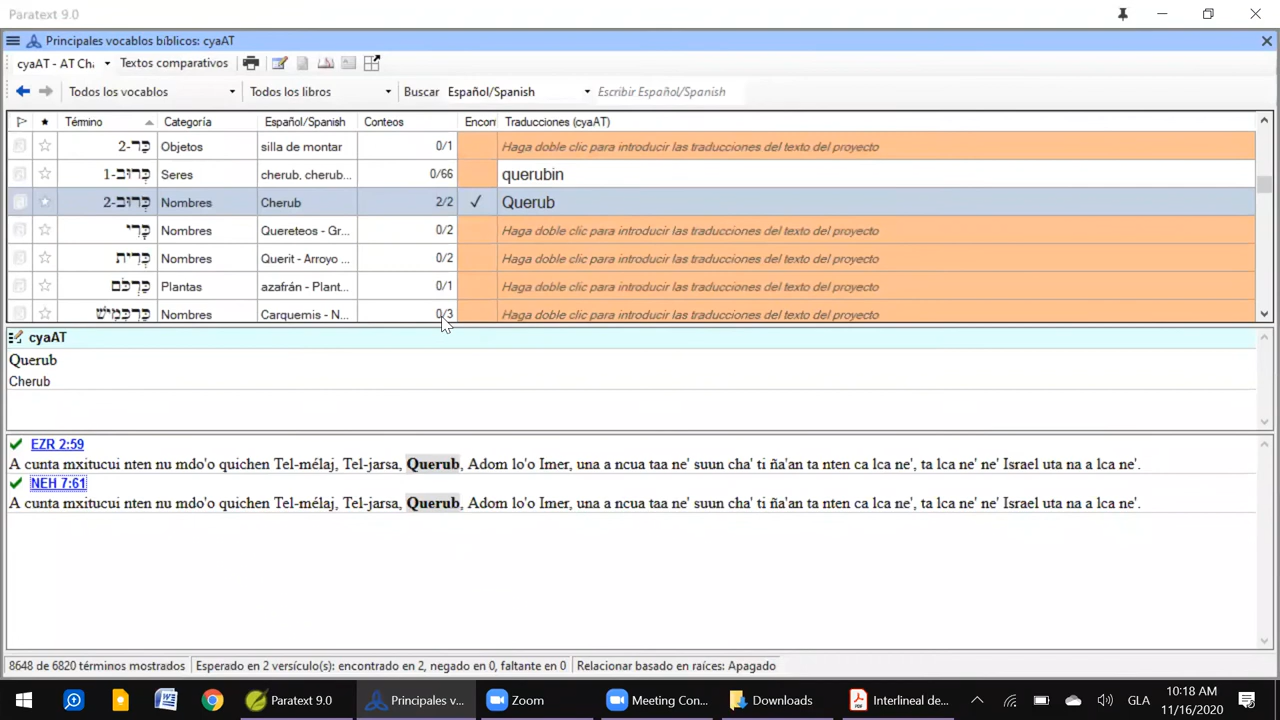 Paratext 9.0
Principales vocablos bíblicos: cyaAT
cyaAT - AT Cha Textos comparativos
Todos los vocablos Todos los libros Buscar Español/Spanish Escribir Español/Spanish
Término Categoría Español/Spanish Conteos Encon Traducciones (cyaAT)
כַּר-2 Objetos silla de montar 0/1 Haga doble clic para introducir las traducciones del texto del proyecto
כְּרוּב-1 Seres cherub, cherub... 0/66 querubin
כְּרוּב-2 Nombres Cherub 2/2 ✓ Querub
כָּרִי Nombres Quereteos - Gr... 0/2 Haga doble clic para introducir las traducciones del texto del proyecto
כְּרִית Nombres Querit - Arroyo ... 0/2 Haga doble clic para introducir las traducciones del texto del proyecto
כַּרְכֹּם Plantas azafrán - Plant... 0/1 Haga doble clic para introducir las traducciones del texto del proyecto
כַּרְכְּמִישׁ Nombres Carquemis - N... 0/3 Haga doble clic para introducir las traducciones del texto del proyecto
cyaAT
Querub
Cherub
EZR 2:59
A cunta mxitucui nten nu mdo'o quichen Tel-mélaj, Tel-jarsa, Querub, Adom lo'o Imer, una a ncua taa ne' suun cha' ti ña'an ta nten ca lca ne', ta lca ne' ne' Israel uta na a lca ne'.
NEH 7:61
A cunta mxitucui nten nu mdo'o quichen Tel-mélaj, Tel-jarsa, Querub, Adom lo'o Imer, una a ncua taa ne' suun cha' ti ña'an ta nten ca lca ne', ta lca ne' ne' Israel uta na a lca ne'.
8648 de 6820 términos mostrados Esperado en 2 versículo(s): encontrado en 2, negado en 0, faltante en 0 Relacionar basado en raíces: Apagado
Paratext 9.0 Principales v... Zoom Meeting Con... Downloads Interlineal de... GLA 10:18 AM
11/16/2020